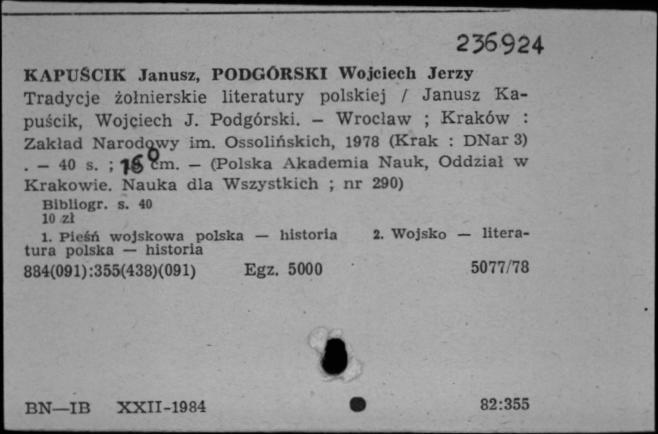 236924
KAPUŚCIK Janusz, PODGÓRSKI Wojciech Jerzy
Tradycje żołnierskie literatury polskiej / Janusz Ka-
puścik, Wojciech J. Podgórski. — Wrocław ; Kraków :
Zakład Narodowy im. Ossolińskich, 1978 (Krak : DNar 3)
. — 40 s. ; cm. — (Polska Akademia Nauk, Oddział w
Krakowie. Nauka dla Wszystkich ; nr 290)
Bibliogr. s. 40
10 zł
1. Pieśń wojskowa polska — historia 2. Wojsko — litera-
tura polska — historia
884(091):355(438)(091) Egz. 5000 5077/78
BN—IB XXII-1984 82:355